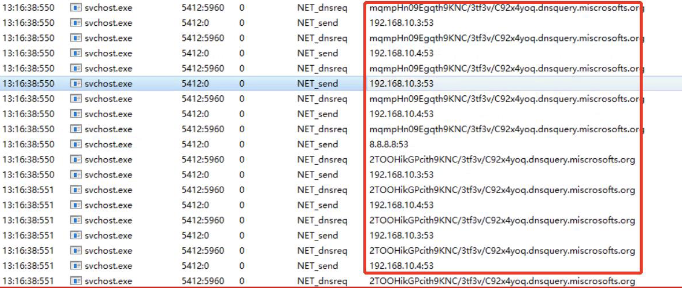 13:16:38:550 svchost.exe 5412:5960 0 NET_dnsreq mqmpHn09Egqth9KNC/3tf3v/C92x4yoq.dnsquery.miscrosofts.org
13:16:38:550 svchost.exe 5412:0 0 NET_send 192.168.10.3:53
13:16:38:550 svchost.exe 5412:5960 0 NET_dnsreq mqmpHn09Egqth9KNC/3tf3v/C92x4yoq.dnsquery.miscrosofts.org
13:16:38:550 svchost.exe 5412:0 0 NET_send 192.168.10.4:53
13:16:38:550 svchost.exe 5412:5960 0 NET_dnsreq mqmpHn09Egqth9KNC/3tf3v/C92x4yoq.dnsquery.miscrosofts.org
13:16:38:550 svchost.exe 5412:0 0 NET_send 192.168.10.3:53
13:16:38:550 svchost.exe 5412:5960 0 NET_dnsreq mqmpHn09Egqth9KNC/3tf3v/C92x4yoq.dnsquery.miscrosofts.org
13:16:38:550 svchost.exe 5412:0 0 NET_send 192.168.10.4:53
13:16:38:550 svchost.exe 5412:5960 0 NET_dnsreq mqmpHn09Egqth9KNC/3tf3v/C92x4yoq.dnsquery.miscrosofts.org
13:16:38:550 svchost.exe 5412:0 0 NET_send 8.8.8.8:53
13:16:38:550 svchost.exe 5412:5960 0 NET_dnsreq 2TOOHikGPcith9KNC/3tf3v/C92x4yoq.dnsquery.miscrosofts.org
13:16:38:550 svchost.exe 5412:0 0 NET_send 192.168.10.3:53
13:16:38:551 svchost.exe 5412:5960 0 NET_dnsreq 2TOOHikGPcith9KNC/3tf3v/C92x4yoq.dnsquery.miscrosofts.org
13:16:38:551 svchost.exe 5412:0 0 NET_send 192.168.10.4:53
13:16:38:551 svchost.exe 5412:5960 0 NET_dnsreq 2TOOHikGPcith9KNC/3tf3v/C92x4yoq.dnsquery.miscrosofts.org
13:16:38:551 svchost.exe 5412:0 0 NET_send 192.168.10.3:53
13:16:38:551 svchost.exe 5412:5960 0 NET_dnsreq 2TOOHikGPcith9KNC/3tf3v/C92x4yoq.dnsquery.miscrosofts.org
13:16:38:551 svchost.exe 5412:0 0 NET_send 192.168.10.4:53
13:16:38:551 svchost.exe 5412:5960 0 NET_dnsreq 2TOOHikGPcith9KNC/3tf3v/C92x4yoq.dnsquery.miscrosofts.org